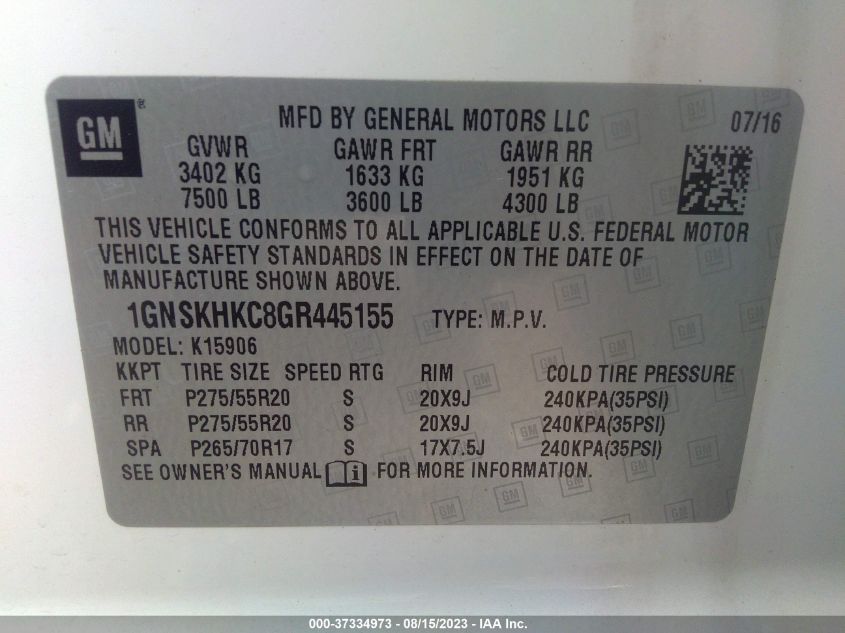 GM®
MFD BY GENERAL MOTORS LLC 07/16
GVWR GAWR FRT GAWR RR
3402 KG 1633 KG 1951 KG
7500 LB 3600 LB 4300 LB
THIS VEHICLE CONFORMS TO ALL APPLICABLE U.S. FEDERAL MOTOR
VEHICLE SAFETY STANDARDS IN EFFECT ON THE DATE OF
MANUFACTURE SHOWN ABOVE.
1GNSKHKC8GR445155 TYPE: M.P.V.
MODEL: K15906
KKPT TIRE SIZE SPEED RTG RIM COLD TIRE PRESSURE
FRT P275/55R20 S 20X9J 240KPA(35PSI)
RR P275/55R20 S 20X9J 240KPA(35PSI)
SPA P265/70R17 S 17X7.5J 240KPA(35PSI)
SEE OWNER'S MANUAL i FOR MORE INFORMATION.
000-37334973 - 08/15/2023 - IAA Inc.